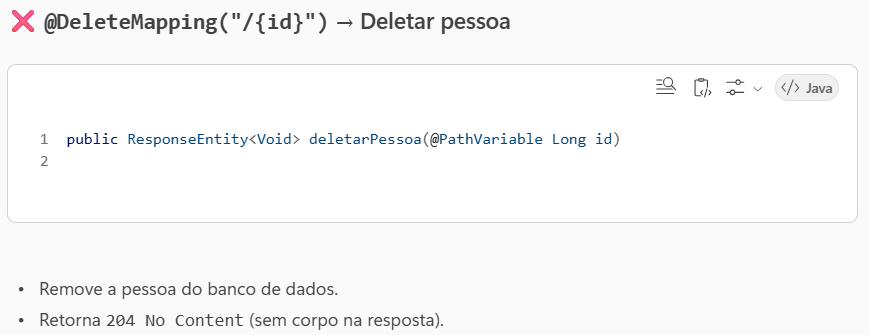 ❌ @DeleteMapping("/{id}") → Deletar pessoa
</> Java
1 public ResponseEntity<Void> deletarPessoa(@PathVariable Long id)
2
• Remove a pessoa do banco de dados.
• Retorna 204 No Content (sem corpo na resposta).